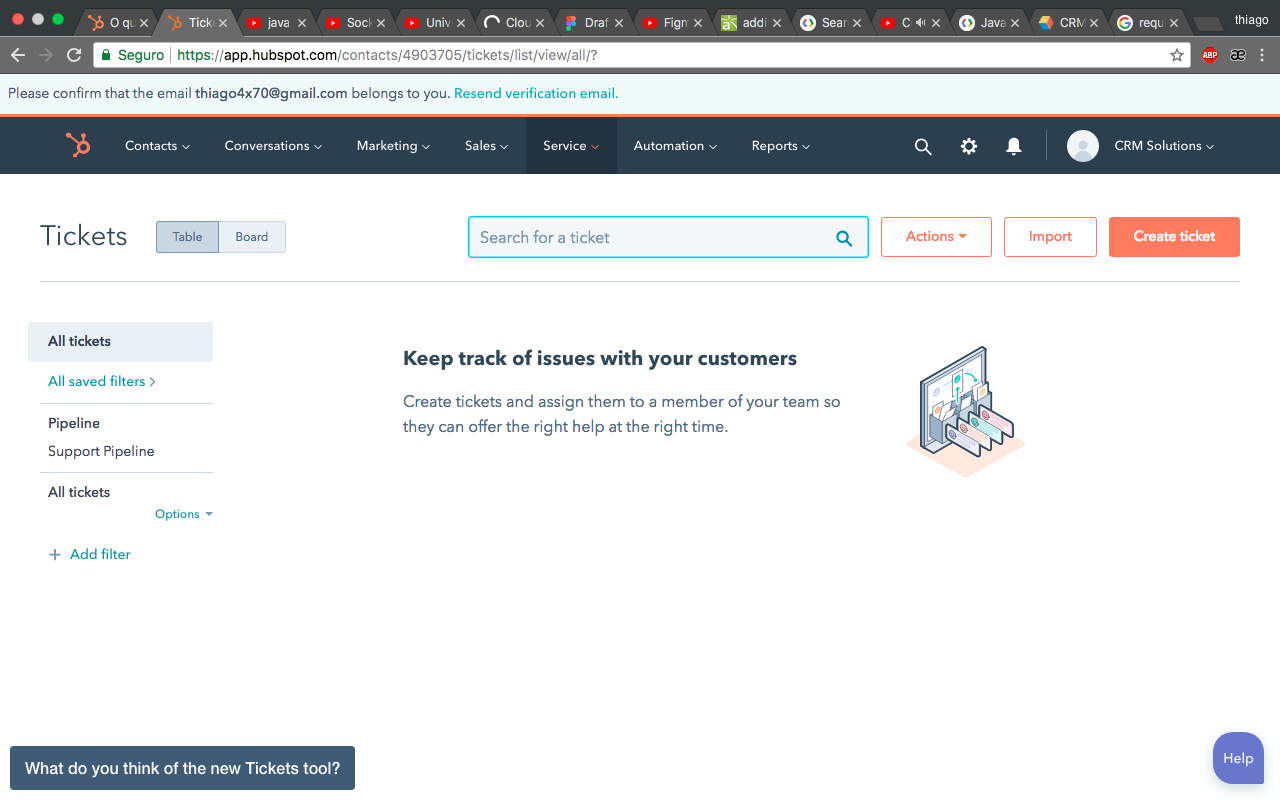 O qu
Ticke
java
Sock
Univ
Clou
Draf
Fign
addi
Sear
C
Java
CRM
requ
thiago
Seguro https://app.hubspot.com/contacts/4903705/tickets/list/view/all/?
ABP
æ
Please confirm that the email thiago4x70@gmail.com belongs to you. Resend verification email.
Contacts Conversations Marketing Sales Service Automation Reports CRM Solutions
Tickets Table Board Search for a ticket Actions Import Create ticket
All tickets
All saved filters
Pipeline
Support Pipeline
All tickets
Options
+ Add filter
Keep track of issues with your customers
Create tickets and assign them to a member of your team so
they can offer the right help at the right time.
What do you think of the new Tickets tool?
Help